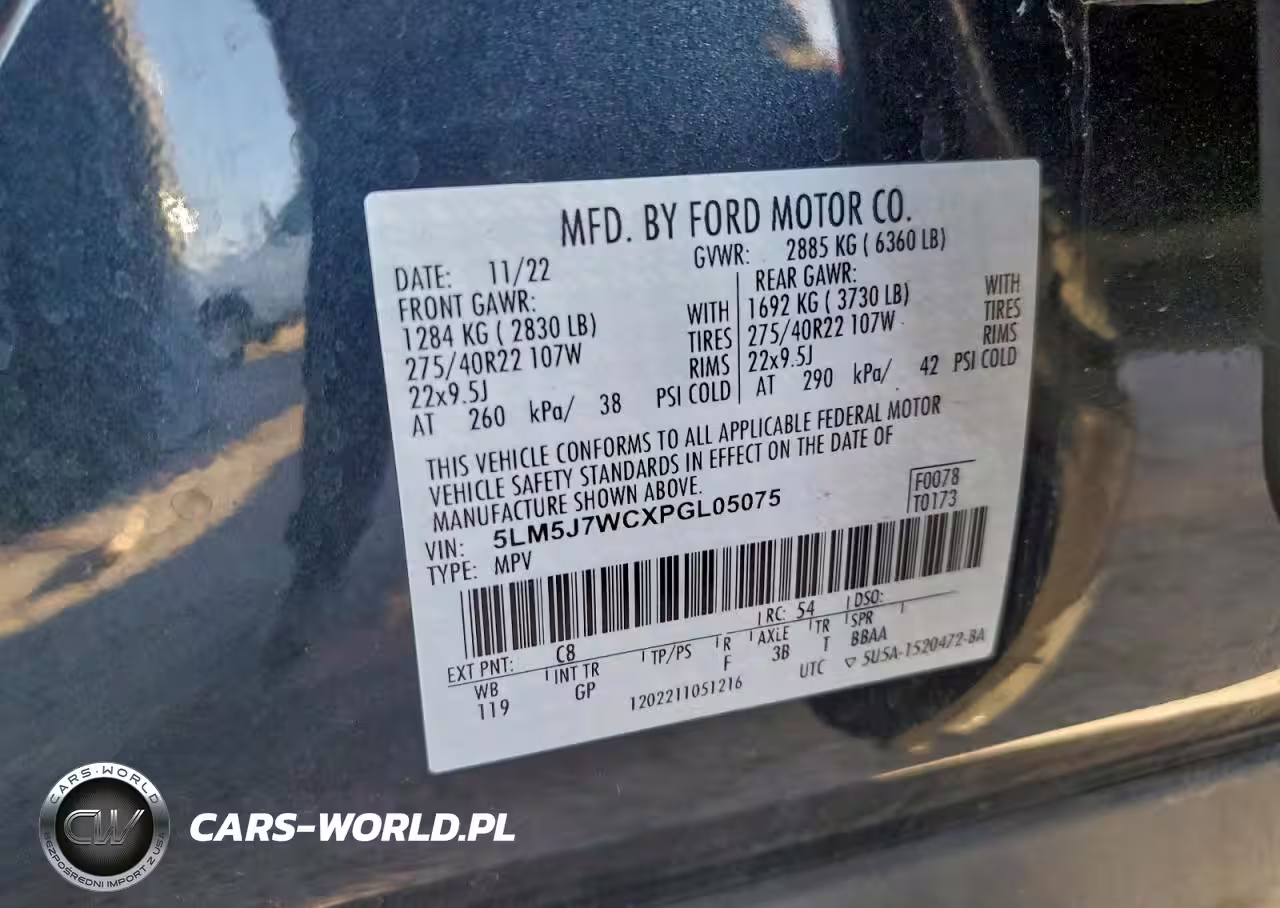 MFD. BY FORD MOTOR CO.
DATE: 11/22
GVWR: 2885 KG ( 6360 LB)
FRONT GAWR:
1284 KG ( 2830 LB) WITH
275/40R22 107W TIRES
22x9.5J RIMS
AT 260 kPa/ 38 PSI COLD
REAR GAWR:
1692 KG ( 3730 LB) WITH
275/40R22 107W TIRES
22x9.5J RIMS
AT 290 kPa/ 42 PSI COLD
THIS VEHICLE CONFORMS TO ALL APPLICABLE FEDERAL MOTOR
VEHICLE SAFETY STANDARDS IN EFFECT ON THE DATE OF
MANUFACTURE SHOWN ABOVE.
F0078
T0173
VIN: 5LM5J7WCXPGL05075
TYPE: MPV
EXT PNT: C8 RC: 54 DSO:
WB INT TR TP/PS R AXLE TR SPR
119 GP F 3B T BBAA
1202211051216 UTC ▽ 5U5A-1520472-BA
CARS-WORLD
CW
BEZPOŚREDNI IMPORT Z USA
CARS-WORLD.PL